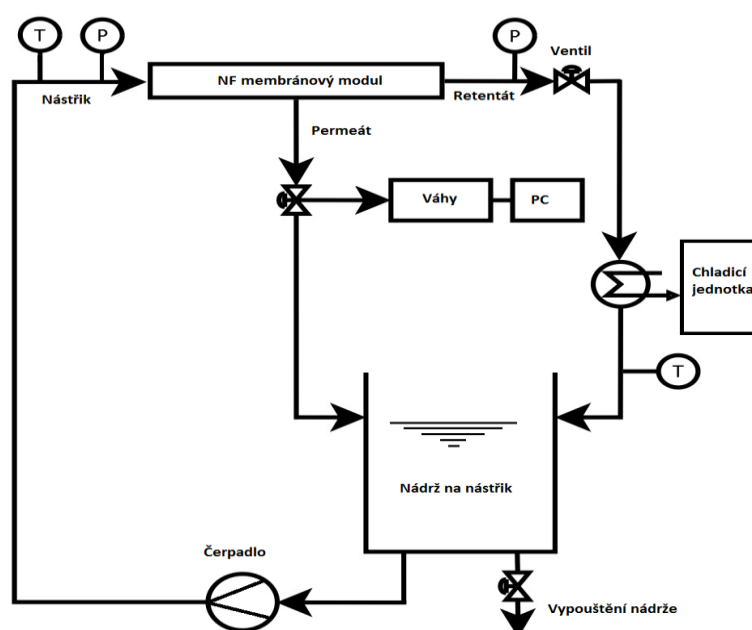 T
P
P
Ventil
NF membránový modul
Nástřik
Retentát
Permeát
Váhy
PC
Chladicí
jednotka
T
Nádrž na nástřik
Čerpadlo
Vypouštění nádrže